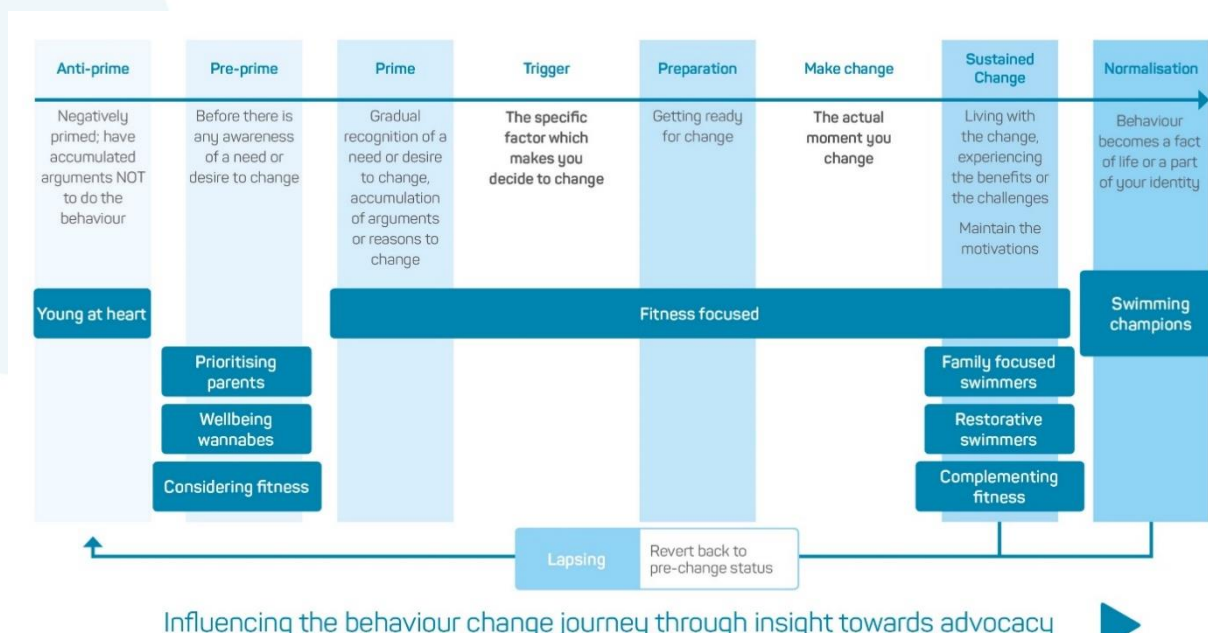 Anti-prime
Pre-prime
Prime
Trigger
Preparation
Make change
Sustained
Change
Normalisation
Negatively
primed; have
accumulated
arguments NOT
to do the
behaviour
Before there is
any awareness
of a need or
desire to change
Gradual
recognition of a
need or desire
to change,
accumulation
of arguments
or reasons to
change
The specific
factor which
makes you
decide to change
Getting ready
for change
The actual
moment you
change
Living with
the change,
experiencing
the benefits or
the challenges
Maintain the
motivations
Behaviour
becomes a fact
of life or a part
of your identity
Young at heart
Fitness focused
Swimming
champions
Prioritising
parents
Family focused
swimmers
Wellbeing
wannabes
Restorative
swimmers
Considering fitness
Complementing
fitness
Lapsing
Revert back to
pre-change status
Influencing the behaviour change journey through insight towards advocacy